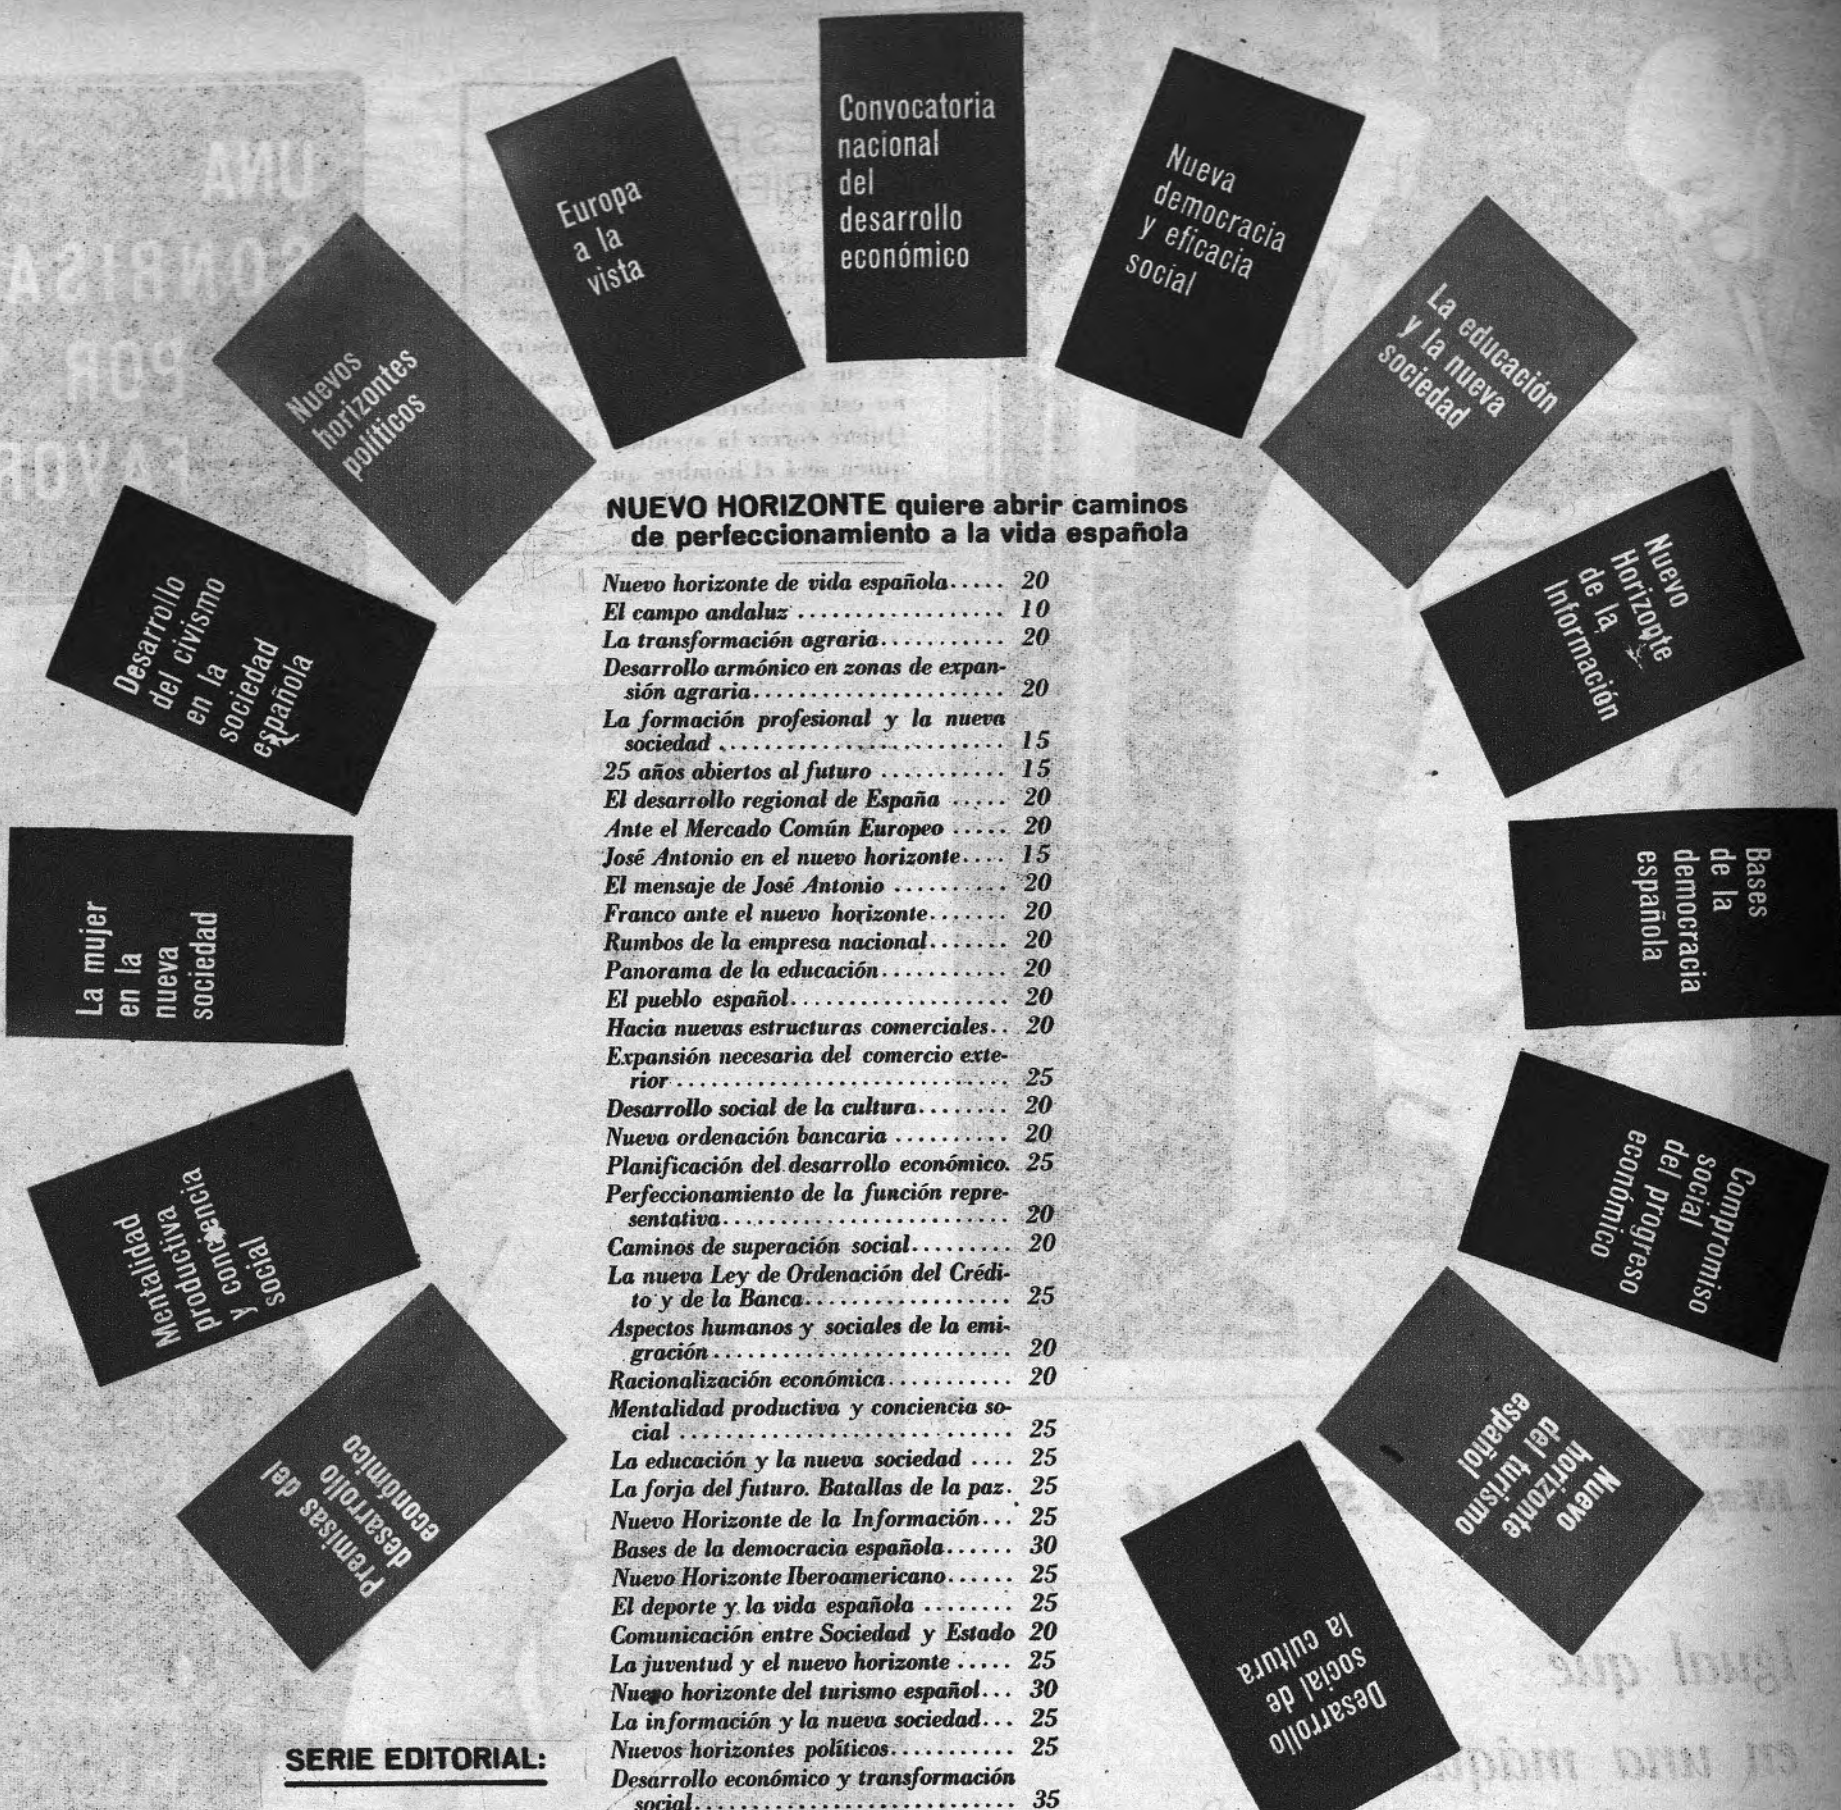 Convocatoria
nacional
del
desarrollo
económico
Europa
a la
vista
Nueva
democracia
y eficacia
social
Nuevos
horizontes
políticos
La educación
y la nueva
sociedad
Desarrollo
del civismo
en la
sociedad
española
Nuevo
Horizonte
de la
Información
La mujer
en la
nueva
sociedad
Bases
de la
democracia
española
Mentalidad
productiva
y conciencia
social
Compromiso
social
del progreso
económico
Premisas del
desarrollo
económico
Nuevo
horizonte
del turismo
español
Desarrollo
social de
la cultura
NUEVO HORIZONTE quiere abrir caminos
de perfeccionamiento a la vida española
Nuevo horizonte de vida española..... 20
El campo andaluz .................. 10
La transformación agraria........... 20
Desarrollo armónico en zonas de expan-
sión agraria...................... 20
La formación profesional y la nueva
sociedad ......................... 15
25 años abiertos al futuro ........... 15
El desarrollo regional de España ..... 20
Ante el Mercado Común Europeo ..... 20
José Antonio en el nuevo horizonte.... 15
El mensaje de José Antonio .......... 20
Franco ante el nuevo horizonte....... 20
Rumbos de la empresa nacional....... 20
Panorama de la educación........... 20
El pueblo español................... 20
Hacia nuevas estructuras comerciales.. 20
Expansión necesaria del comercio exte-
rior............................. 25
Desarrollo social de la cultura........ 20
Nueva ordenación bancaria .......... 20
Planificación del desarrollo económico. 25
Perfeccionamiento de la función repre-
sentativa......................... 20
Caminos de superación social......... 20
La nueva Ley de Ordenación del Crédi-
to y de la Banca.................. 25
Aspectos humanos y sociales de la emi-
gración .......................... 20
Racionalización económica........... 20
Mentalidad productiva y conciencia so-
cial ............................. 25
La educación y la nueva sociedad .... 25
La forja del futuro. Batallas de la paz. 25
Nuevo Horizonte de la Información... 25
Bases de la democracia española...... 30
Nuevo Horizonte Iberoamericano...... 25
El deporte y la vida española ........ 25
Comunicación entre Sociedad y Estado 20
La juventud y el nuevo horizonte ..... 25
Nuevo horizonte del turismo español... 30
La información y la nueva sociedad... 25
Nuevos horizontes políticos........... 25
Desarrollo económico y transformación
social............................ 35
SERIE EDITORIAL: